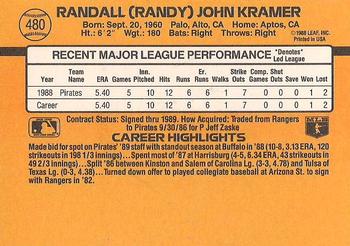 480
RANDALL (RANDY) JOHN KRAMER
Born: Sept. 20, 1960 Palo, Alto, CA Home: Aptos, CA
Ht: 6'2" Wgt: 180 Bats: Right Throws: Right
©1988 LEAF, INC.
Printed in USA
RECENT MAJOR LEAGUE PERFORMANCE *Denotes* Led League
ERA Games Innings Pitched Hits Runs Earned Runs Walks Strike Outs Comp. Games Shut Outs Saves Won Lost
1988 Pirates 5.40 5 10 12 6 6 1 7 0 0 0 1 2
Career 5.40 5 10 12 6 6 1 7 0 0 0 1 2
Contract Status: Signed thru 1989. How Acquired: Traded from Rangers
to Pirates 9/30/86 for P Jeff Zaske
CAREER HIGHLIGHTS
Made bid for spot on Pirates' '89 staff with standout season at Buffalo in '88 (10-8, 3.13 ERA, 120
strikeouts in 198 1/3 innings)...Spent most of '87 at Harrisburg (4-5, 6.34 ERA, 43 strikeouts in
49 2/3 innings)...Split '86 between Kinston and Salem of Carolina Lg. (3-3, 4.38) and Tulsa of
Texas Lg. (0-3, 4.78)...Turned down offer to played collegiate baseball at Arizona St. to sign
with Rangers in '82.